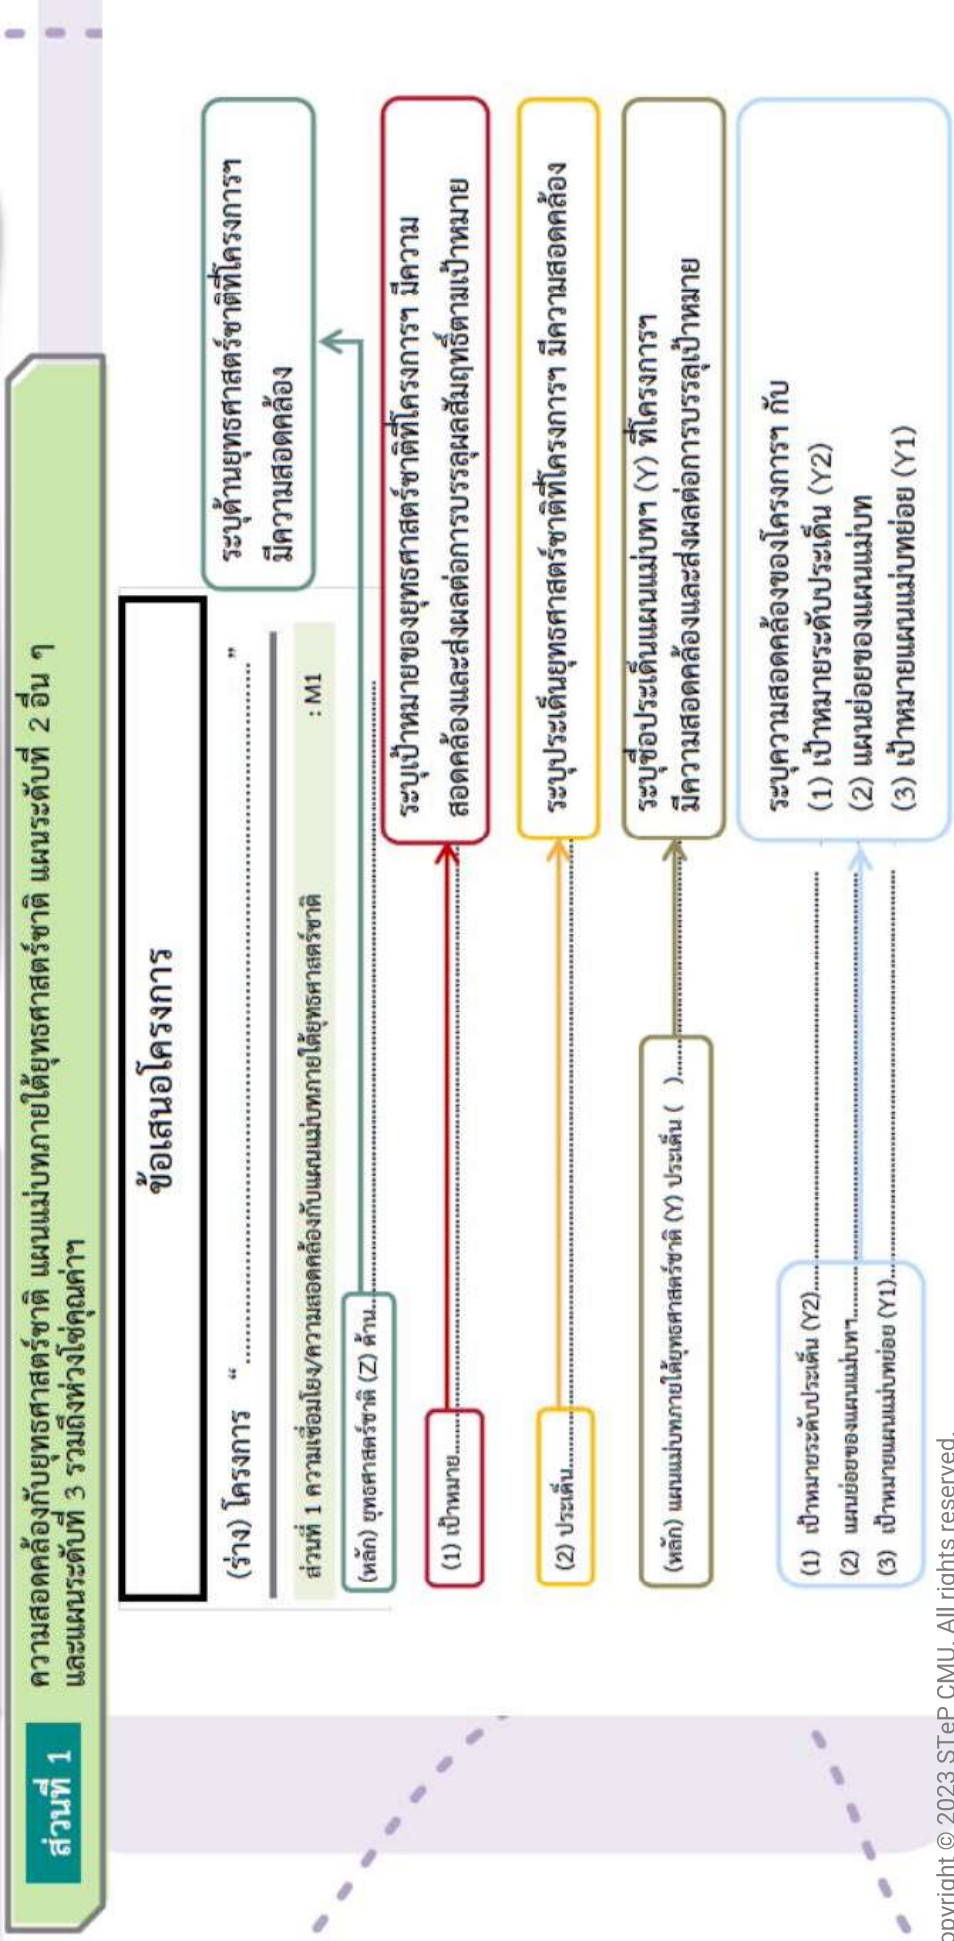 ส่วนที่ 1
ความสอดคล้องกับยุทธศาสตร์ชาติ แผนแม่บทภายใต้ยุทธศาสตร์ชาติ แผนระดับที่ 2 อื่น ๆ
และแผนระดับที่ 3 รวมถึงห่วงโซ่คุณค่าฯ
ข้อเสนอโครงการ
(ร่าง) โครงการ “ ........................................ ”
ส่วนที่ 1 ความเชื่อมโยง/ความสอดคล้องกับแผนแม่บทภายใต้ยุทธศาสตร์ชาติ : M1
(หลัก) ยุทธศาสตร์ชาติ (Z) ด้าน........................................
ระบุด้านยุทธศาสตร์ชาติที่โครงการฯ
มีความสอดคล้อง
(1) เป้าหมาย........................................
ระบุเป้าหมายของยุทธศาสตร์ชาติที่โครงการฯ มีความ
สอดคล้องและส่งผลต่อการบรรลุผลสัมฤทธิ์ตามเป้าหมาย
(2) ประเด็น........................................
ระบุประเด็นยุทธศาสตร์ชาติที่โครงการฯ มีความสอดคล้อง
(หลัก) แผนแม่บทภายใต้ยุทธศาสตร์ชาติ (Y) ประเด็น ( )........................................
ระบุชื่อประเด็นแผนแม่บทฯ (Y) ที่โครงการฯ
มีความสอดคล้องและส่งผลต่อการบรรลุเป้าหมาย
(1) เป้าหมายระดับประเด็น (Y2)........................................
(2) แผนย่อยของแผนแม่บทฯ........................................
(3) เป้าหมายแผนแม่บทย่อย (Y1)........................................
ระบุความสอดคล้องของโครงการฯ กับ
(1) เป้าหมายระดับประเด็น (Y2)
(2) แผนย่อยของแผนแม่บท
(3) เป้าหมายแผนแม่บทย่อย (Y1)
opyright © 2023 STeP CMU. All rights reserved.